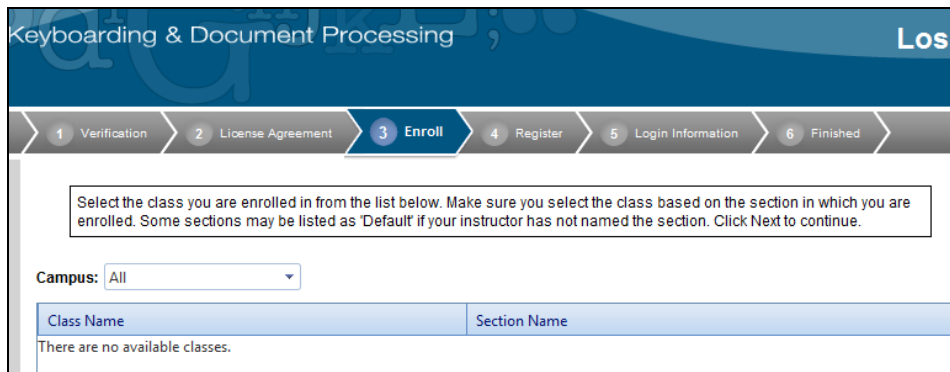 Keyboarding & Document Processing
Los
1 Verification 2 License Agreement 3 Enroll 4 Register 5 Login Information 6 Finished
Select the class you are enrolled in from the list below. Make sure you select the class based on the section in which you are
enrolled. Some sections may be listed as 'Default' if your instructor has not named the section. Click Next to continue.
Campus: All
Class Name Section Name
There are no available classes.